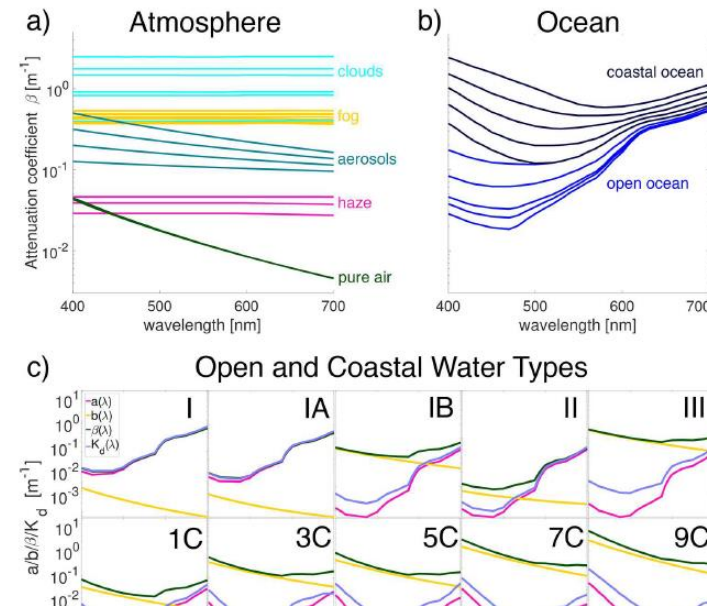 a) Atmosphere
Attenuation coefficient β [m⁻¹]
10⁰
10⁻¹
10⁻²
clouds
fog
aerosols
haze
pure air
400 500 600 700
wavelength [nm]
b) Ocean
coastal ocean
open ocean
400 500 600 700
wavelength [nm]
c) Open and Coastal Water Types
a/b/β/K_d [m⁻¹]
10¹
10⁰
10⁻¹
10⁻²
10⁻³
a(λ)
b(λ)
β(λ)
K_d(λ)
I IA IB II III
10¹
10⁰
10⁻¹
10⁻²
1C 3C 5C 7C 9C